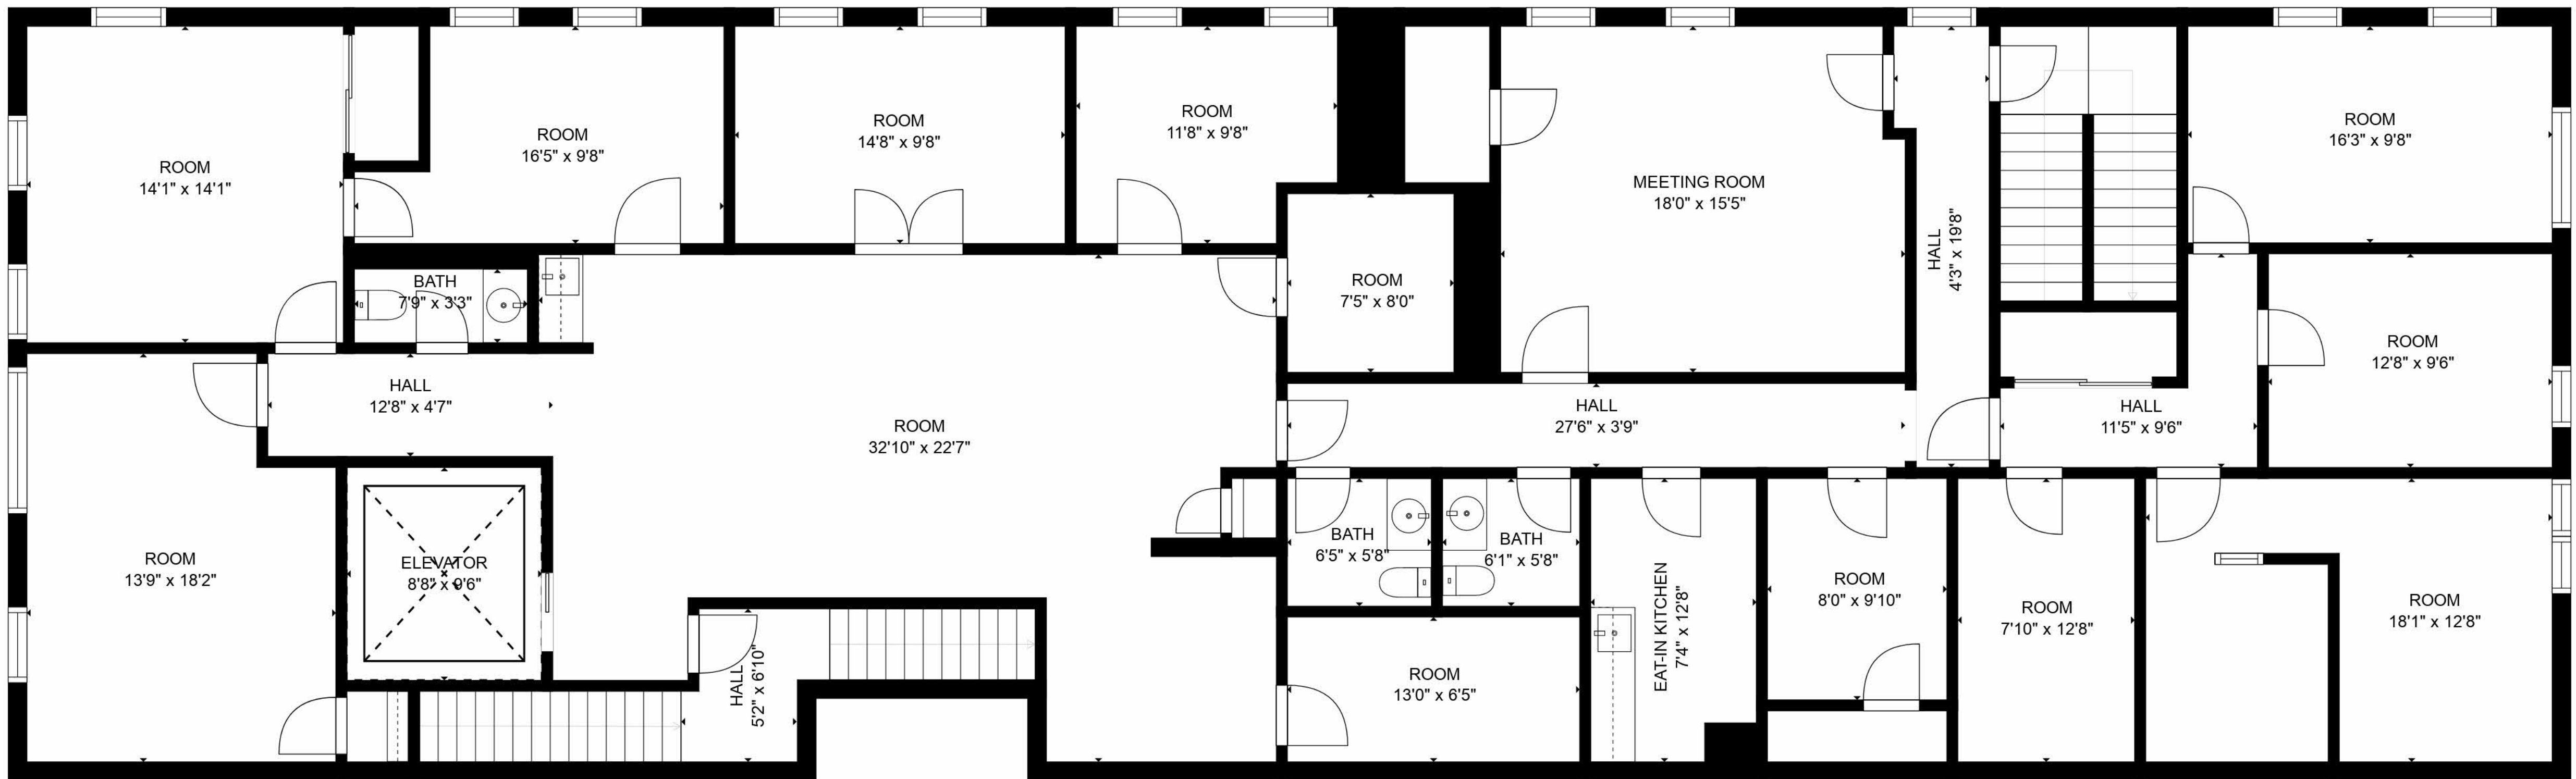 ROOM
14'1" x 14'1"
ROOM
16'5" x 9'8"
ROOM
14'8" x 9'8"
ROOM
11'8" x 9'8"
MEETING ROOM
18'0" x 15'5"
HALL
4'3" x 19'8"
ROOM
16'3" x 9'8"
BATH
7'9" x 3'3"
ROOM
7'5" x 8'0"
ROOM
12'8" x 9'6"
HALL
12'8" x 4'7"
ROOM
32'10" x 22'7"
HALL
27'6" x 3'9"
HALL
11'5" x 9'6"
ROOM
13'9" x 18'2"
ELEVATOR
8'8" x 9'6"
BATH
6'5" x 5'8"
BATH
6'1" x 5'8"
EAT-IN KITCHEN
7'4" x 12'8"
ROOM
8'0" x 9'10"
ROOM
7'10" x 12'8"
ROOM
18'1" x 12'8"
HALL
5'2" x 6'10"
ROOM
13'0" x 6'5"